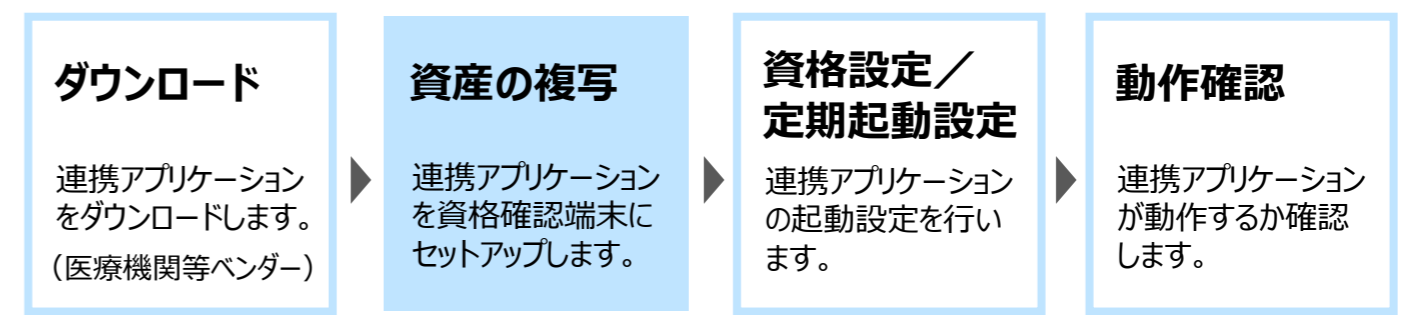 ダウンロード
連携アプリケーション
をダウンロードします。
（医療機関等ベンダー）
資産の複写
連携アプリケーション
を資格確認端末に
セットアップします。
資格設定／
定期起動設定
連携アプリケーション
の起動設定を行い
ます。
動作確認
連携アプリケーション
が動作するか確認
します。